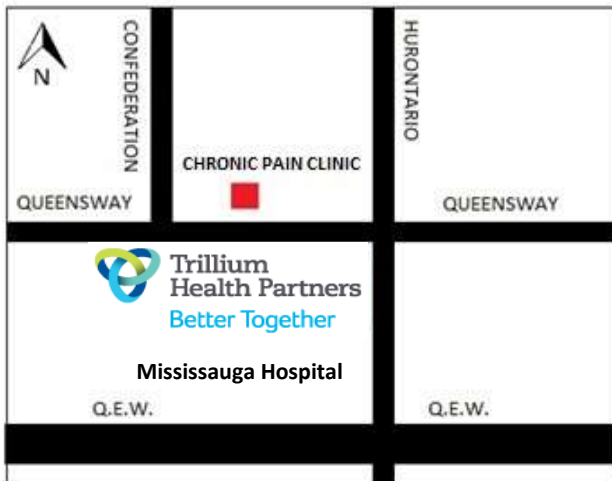 N
CONFEDERATION
HURONTARIO
CHRONIC PAIN CLINIC
QUEENSWAY
QUEENSWAY
Trillium
Health Partners
Better Together
Mississauga Hospital
Q.E.W.
Q.E.W.